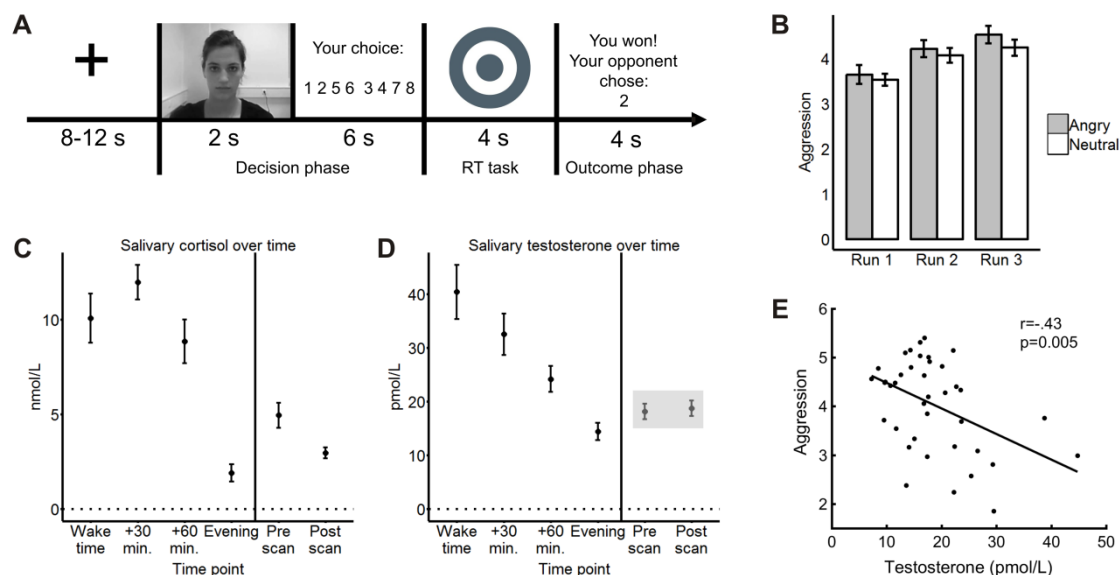 A
+
Your choice:
1 2 5 6 3 4 7 8
You won!
Your opponent
chose:
2
8-12 s
2 s
6 s
4 s
4 s
Decision phase
RT task
Outcome phase
B
Aggression
4
4
2
1
0
Run 1
Run 2
Run 3
Angry
Neutral
C
Salivary cortisol over time
nmol/L
10
5
0
Wake
time
+30
min.
+60
min.
Evening
Pre
scan
Post
scan
Time point
D
Salivary testosterone over time
pmol/L
40
30
20
10
0
Wake
time
+30
min.
+60
min.
Evening
Pre
scan
Post
scan
Time point
E
r=-.43
p=0.005
Aggression
6
5
4
3
2
0
10
20
30
40
50
Testosterone (pmol/L)